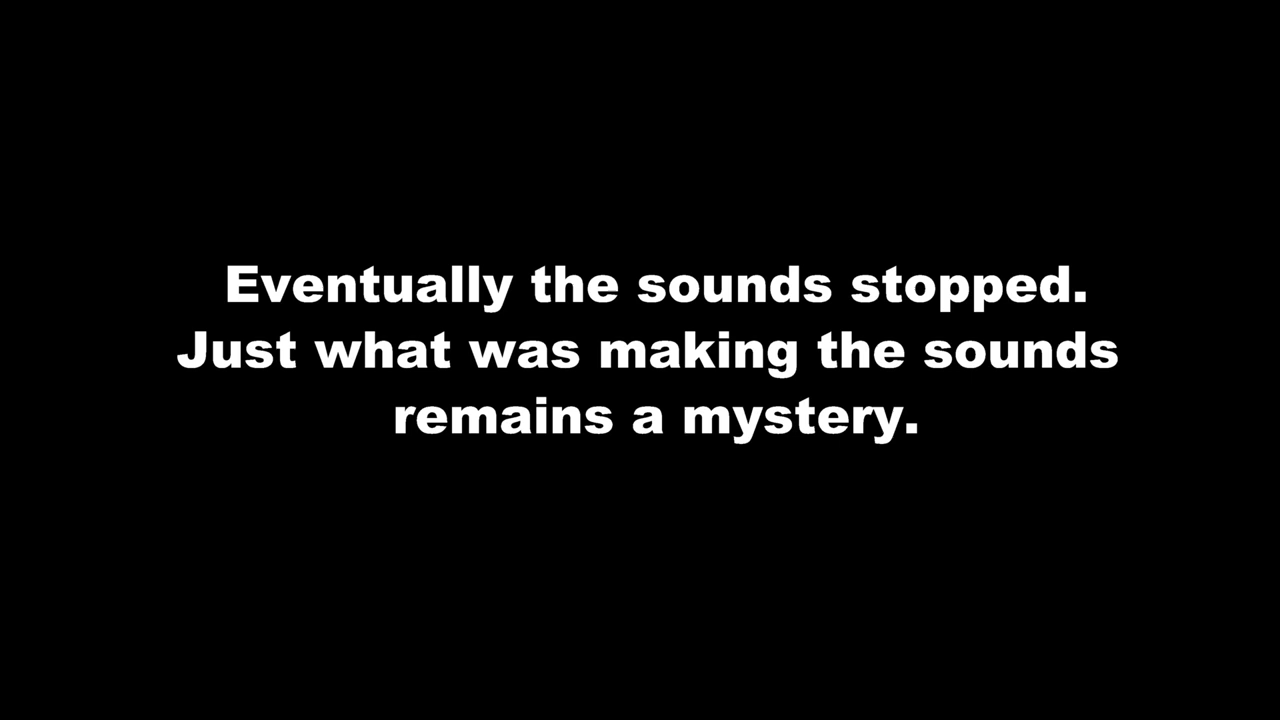 Eventually the sounds stopped.
Just what was making the sounds
remains a mystery.